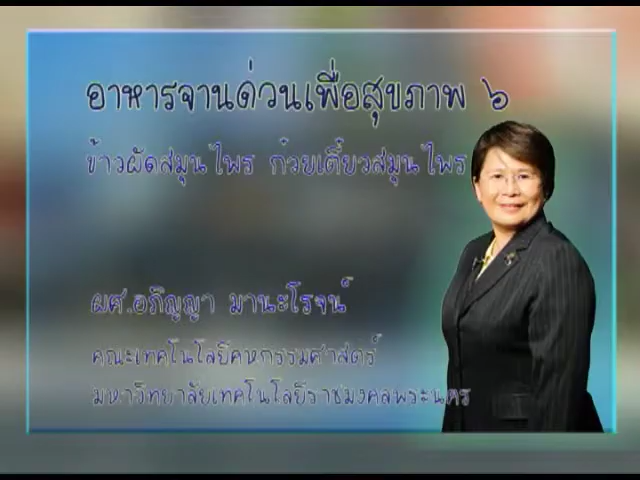 อาหารจานด่วนเพื่อสุขภาพ ๖
ข้าวผัดสมุนไพร ก๋วยเตี๋ยวสมุนไพร
ผศ.อภิญญา มานะโรจน์
คณะเทคโนโลยีคหกรรมศาสตร์
มหาวิทยาลัยเทคโนโลยีราชมงคลพระนคร